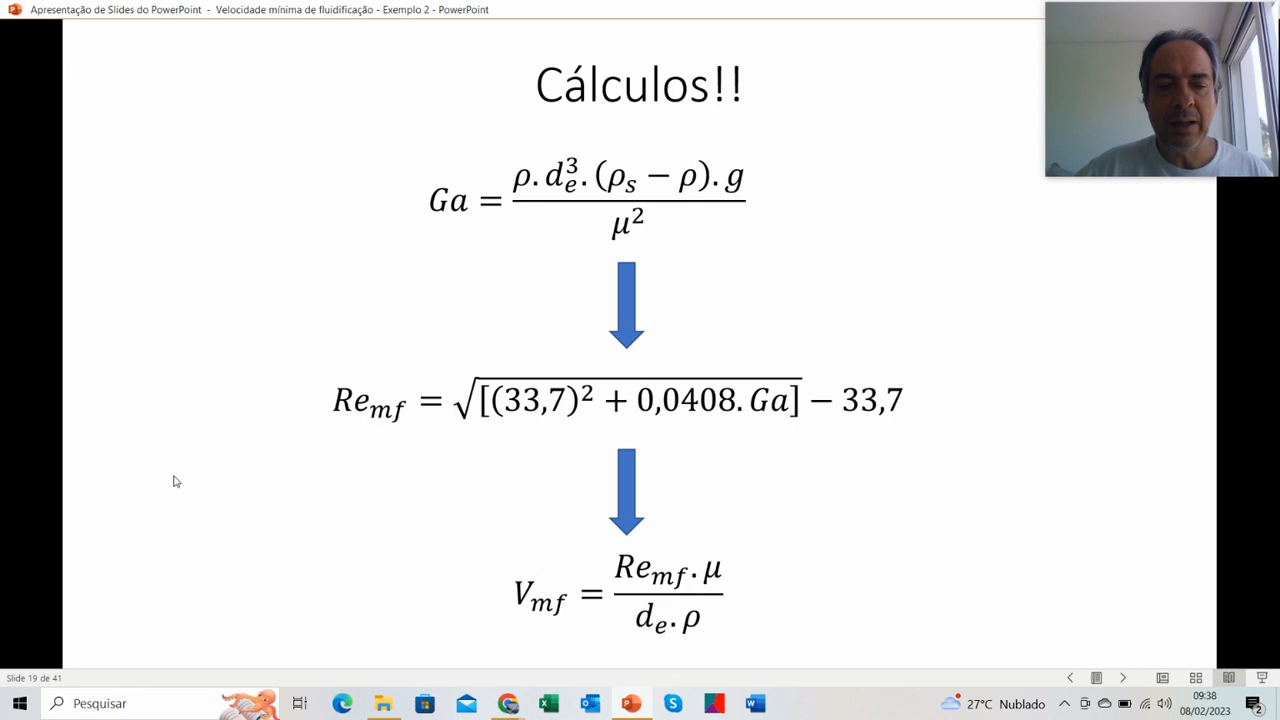 Apresentação de Slides do PowerPoint - Velocidade mínima de fluidificação - Exemplo 2 - PowerPoint
Cálculos!!
Ga = ρ.d_e^3.(ρ_s − ρ).g / μ^2
Re_mf = √[(33,7)^2 + 0,0408.Ga] − 33,7
V_mf = Re_mf.μ / d_e.ρ
Slide 19 de 41
Pesquisar
27°C Nublado
09:38
08/02/2023
2